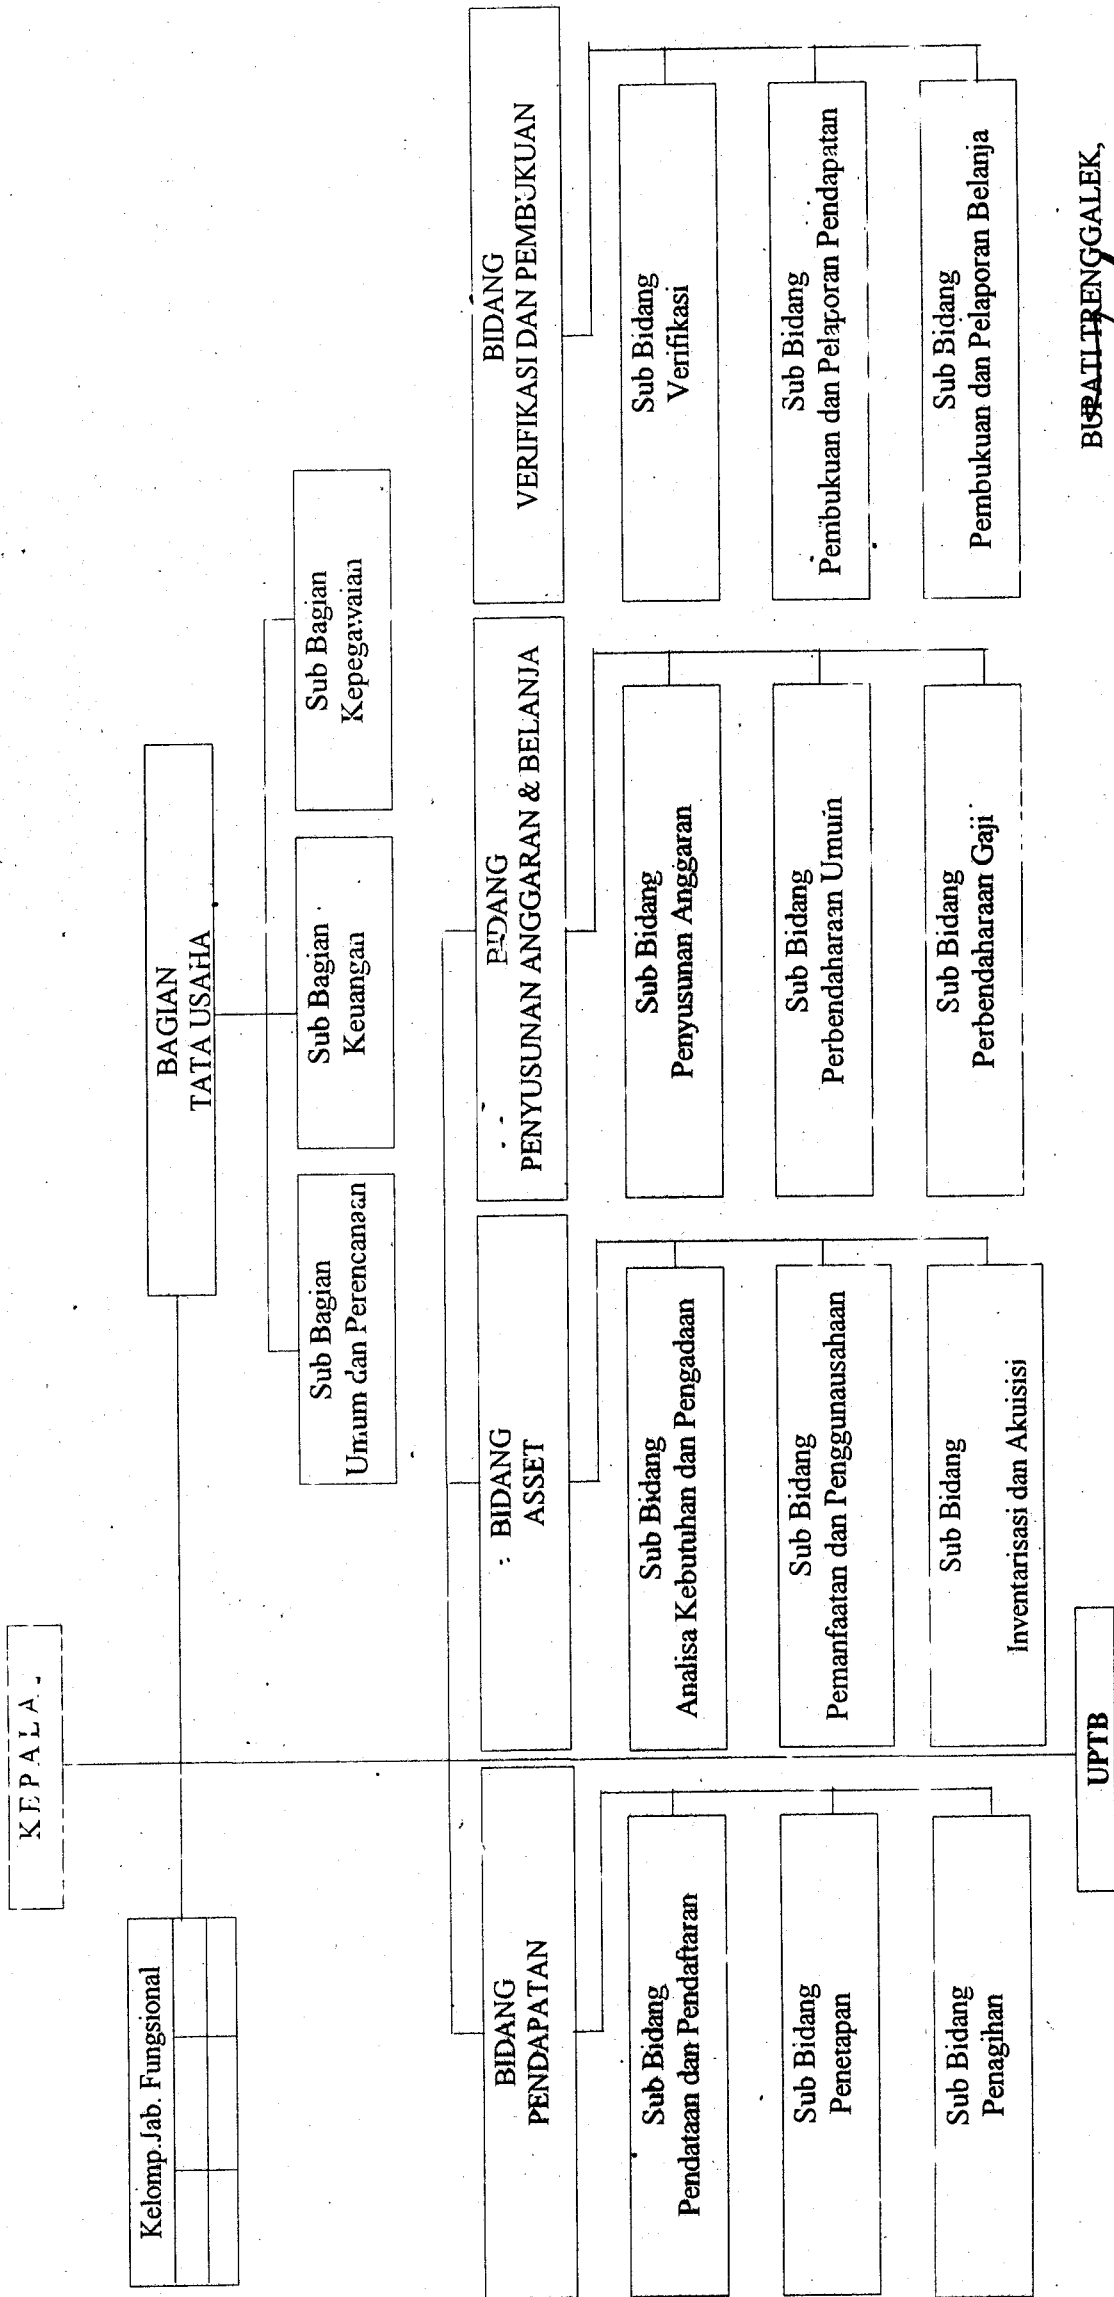 KEPALA
Kelomp.Jab. Fungsional
BAGIAN
TATA USAHA
Sub Bagian
Umum dan Perencanaan
Sub Bagian
Keuangan
Sub Bagian
Kepegawaian
BIDANG
PENDAPATAN
BIDANG
ASSET
BIDANG
PENYUSUNAN ANGGARAN & BELANJA
BIDANG
VERIFIKASI DAN PEMBUKUAN
Sub Bidang
Pendataan dan Pendaftaran
Sub Bidang
Analisa Kebutuhan dan Pengadaan
Sub Bidang
Penyusunan Anggaran
Sub Bidang
Verifikasi
Sub Bidang
Penetapan
Sub Bidang
Pemanfaatan dan Penggunausahaan
Sub Bidang
Perbendaharaan Umum
Sub Bidang
Pembukuan dan Pelaporan Pendapatan
Sub Bidang
Penagihan
Sub Bidang
Inventarisasi dan Akuisisi
Sub Bidang
Perbendaharaan Gaji
Sub Bidang
Pembukuan dan Pelaporan Belanja
UPTB
BUPATI TRENGGALEK,